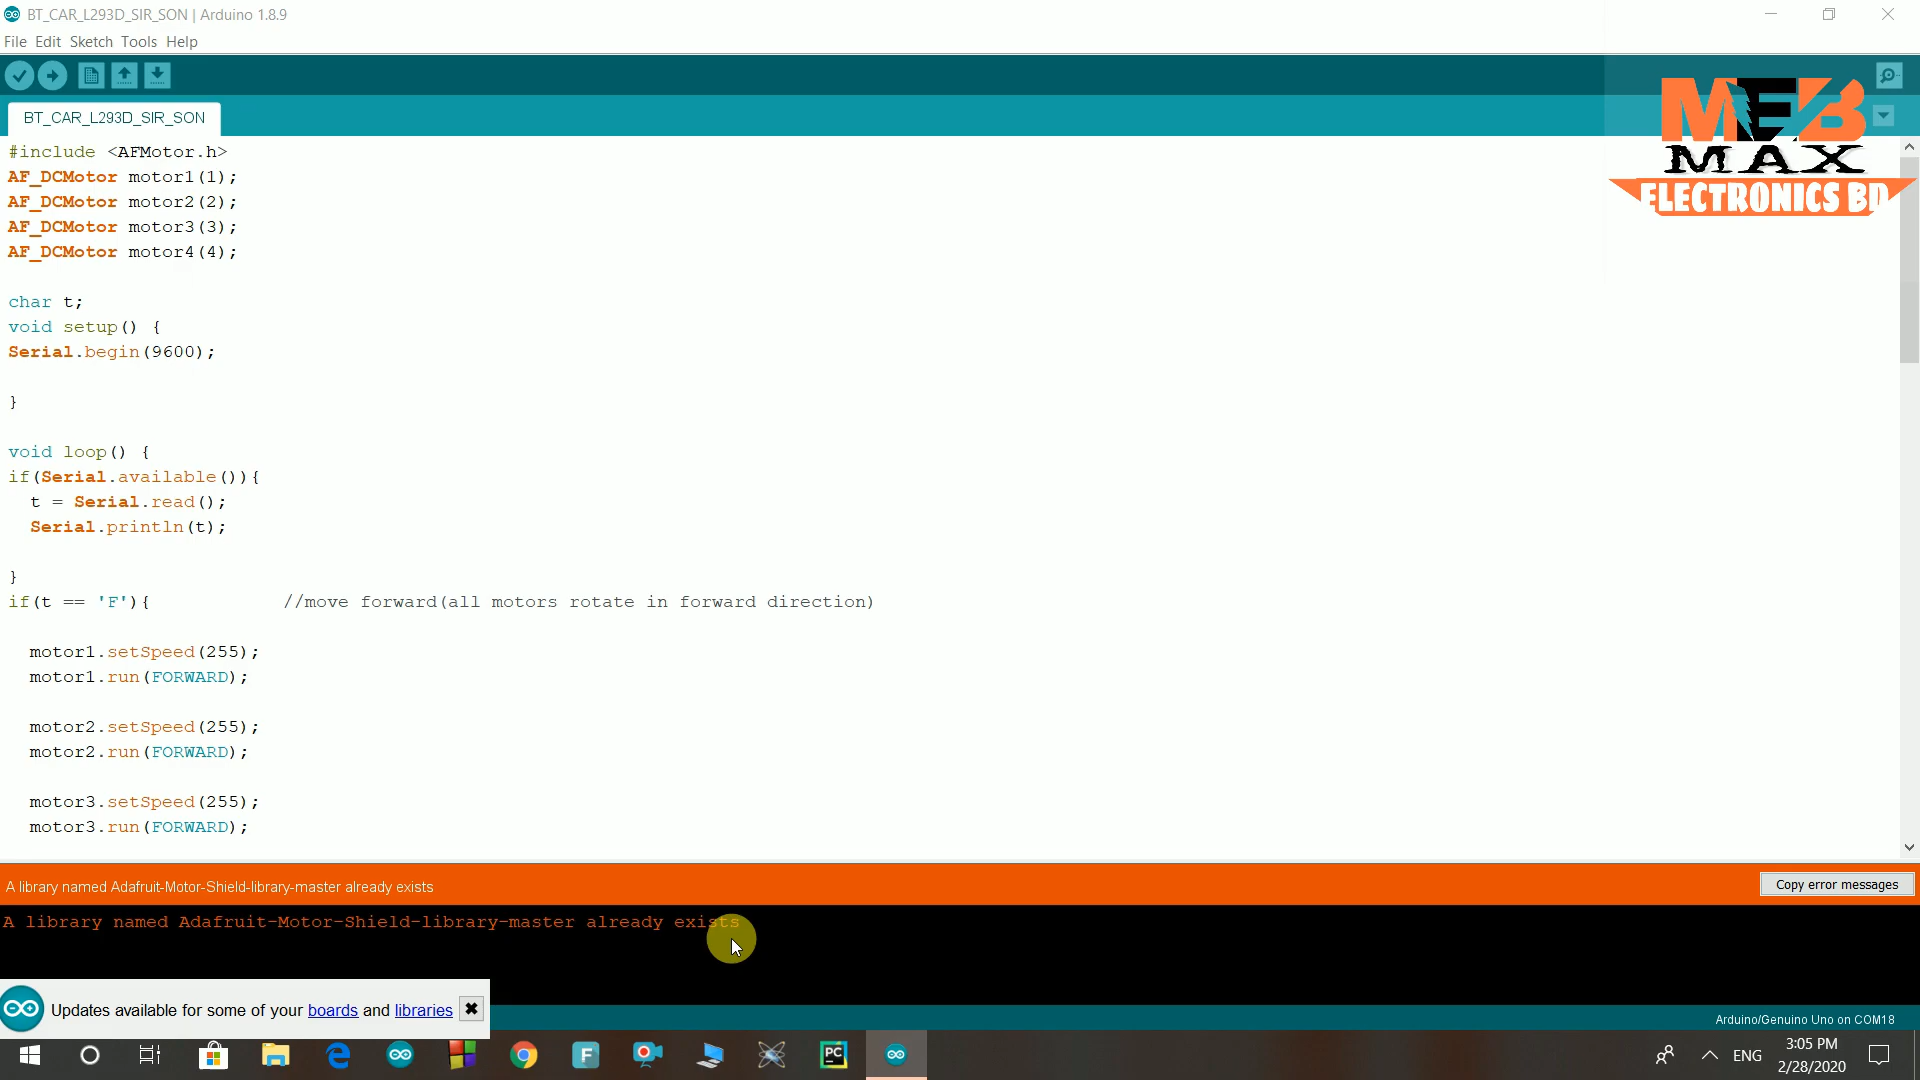 BT_CAR_L293D_SIR_SON | Arduino 1.8.9
File Edit Sketch Tools Help
MEB
MAX
ELECTRONICS BD
BT_CAR_L293D_SIR_SON
#include <AFMotor.h>
AF_DCMotor motor1(1);
AF_DCMotor motor2(2);
AF_DCMotor motor3(3);
AF_DCMotor motor4(4);
char t;
void setup() {
Serial.begin(9600);
}
void loop() {
if(Serial.available()){
t = Serial.read();
Serial.println(t);
}
if(t == 'F'){ //move forward(all motors rotate in forward direction)
motor1.setSpeed(255);
motor1.run(FORWARD);
motor2.setSpeed(255);
motor2.run(FORWARD);
motor3.setSpeed(255);
motor3.run(FORWARD);
A library named Adafruit-Motor-Shield-library-master already exists
Copy error messages
A library named Adafruit-Motor-Shield-library-master already exists
Updates available for some of your boards and libraries
Arduino/Genuino Uno on COM18
F
PC
ENG
3:05 PM
2/28/2020